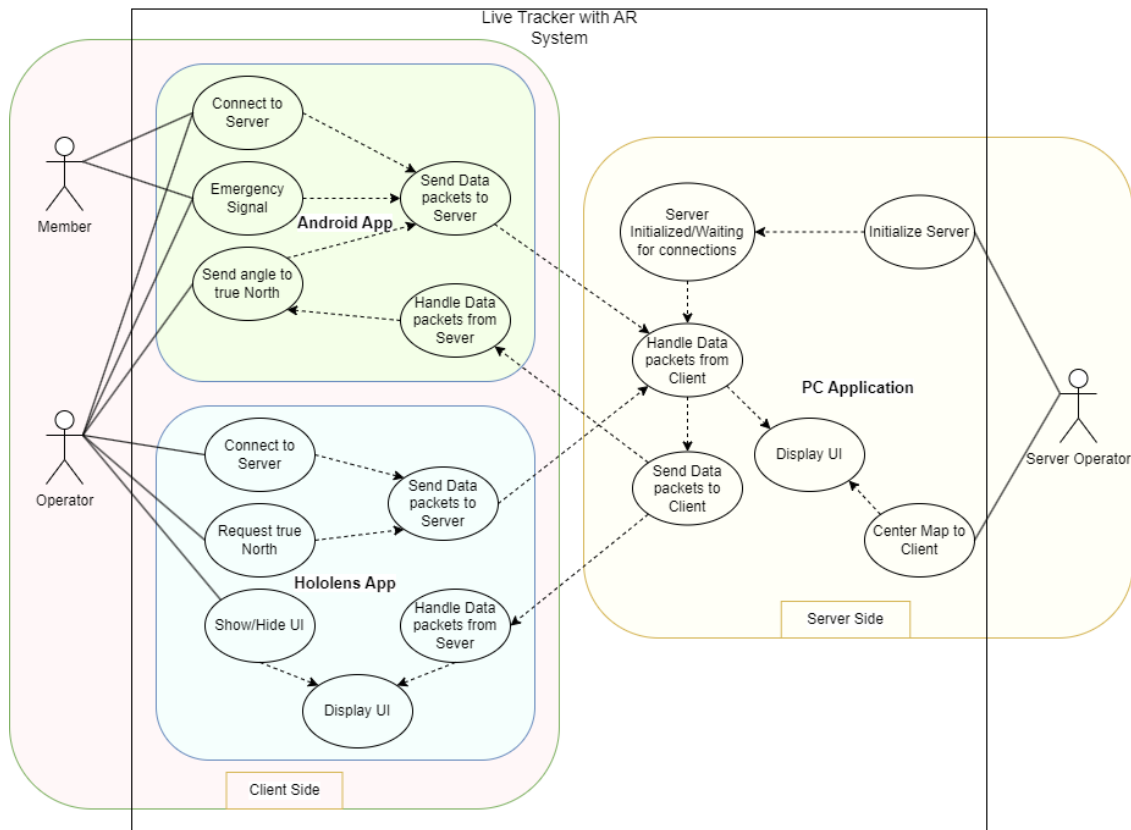 Live Tracker with AR
System
Connect to
Server
Member
Emergency
Signal
Send Data
packets to
Server
Android App
Send angle to
true North
Handle Data
packets from
Sever
Server
Initialized/Waiting
for connections
Initialize Server
Handle Data
packets from
Client
PC Application
Display UI
Send Data
packets to
Client
Center Map to
Client
Server Operator
Server Side
Operator
Connect to
Server
Send Data
packets to
Server
Request true
North
Hololens App
Show/Hide UI
Handle Data
packets from
Sever
Display UI
Client Side